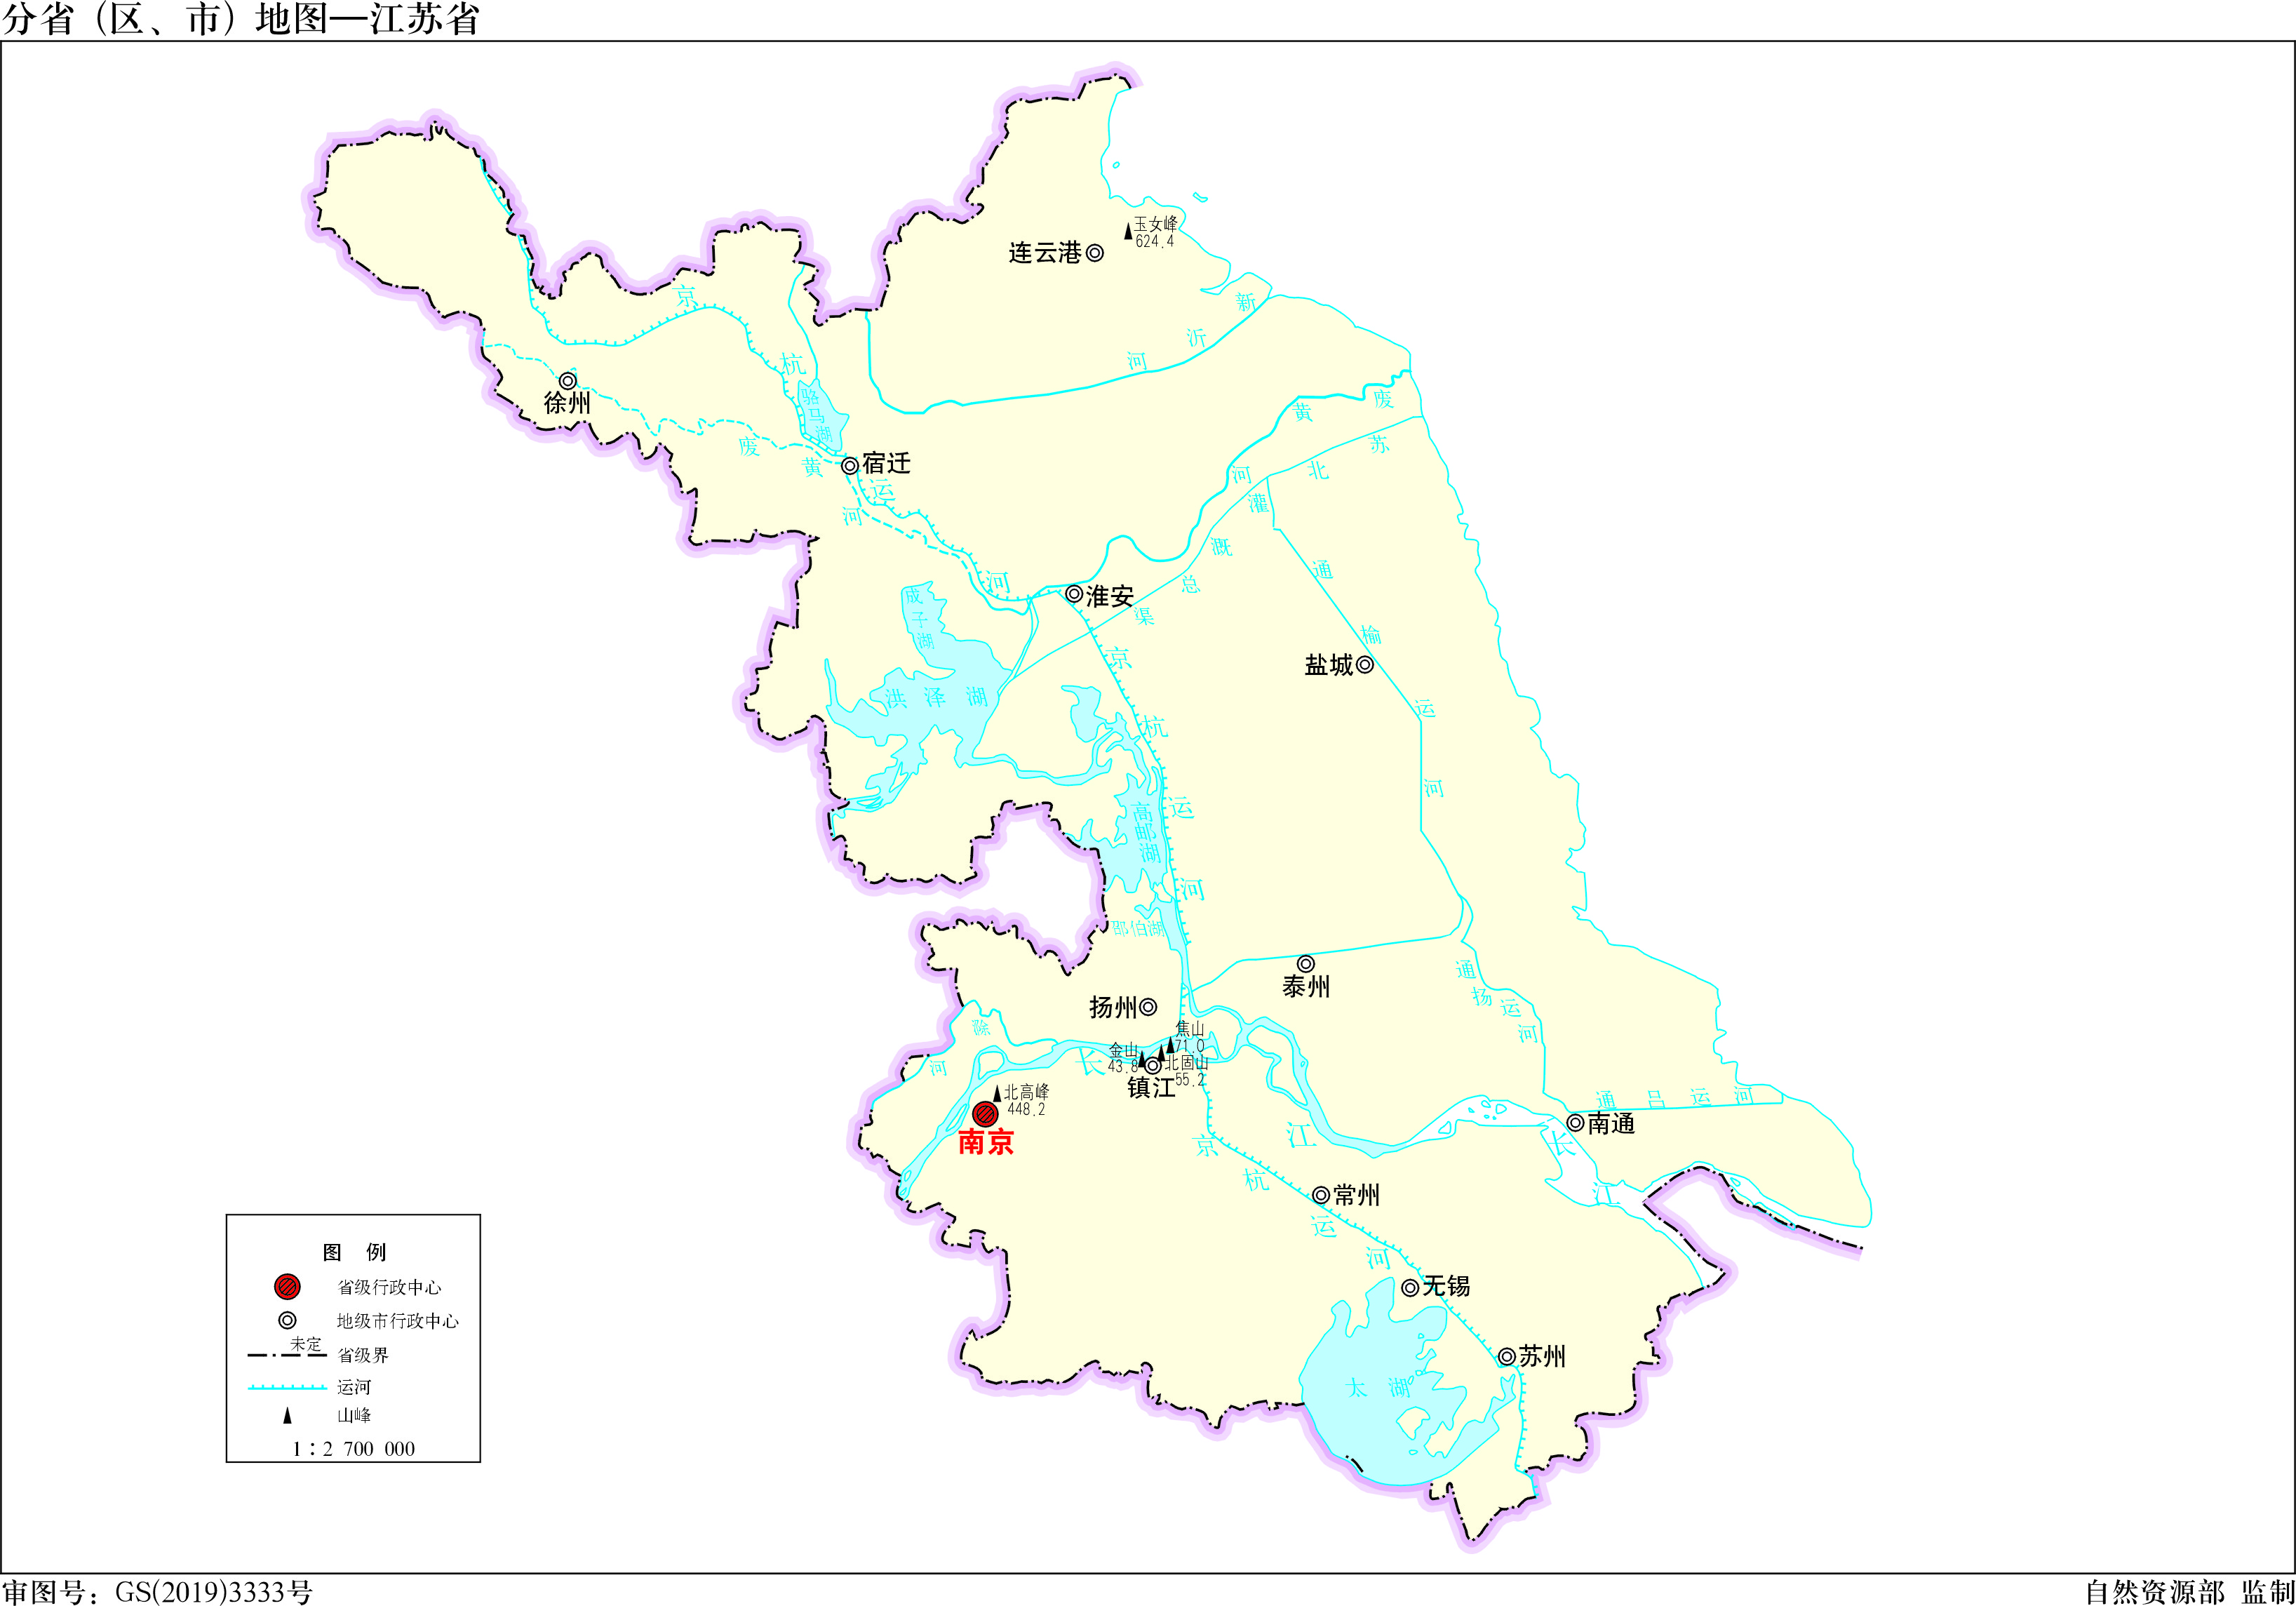 分省（区、市）地图—江苏省
玉女峰
624.4
连云港
新
沂
河
京
杭
运
河
骆
马
湖
徐州
废
黄
河
宿迁
废
黄
河
苏
北
灌
溉
总
渠
淮安
通
榆
运
河
盐城
成
子
湖
洪泽湖
京
杭
运
河
高
邮
湖
邵伯湖
泰州
扬州
通
扬
运
河
滁
河
长
江
焦山
71.0
金山
43.8
北固山
55.2
镇江
北高峰
448.2
南京
通吕运河
南通
长
江
京
杭
运
河
常州
无锡
苏州
太湖
图 例
省级行政中心
地级市行政中心
未定
省级界
运河
山峰
1：2 700 000
审图号：GS(2019)3333号
自然资源部 监制